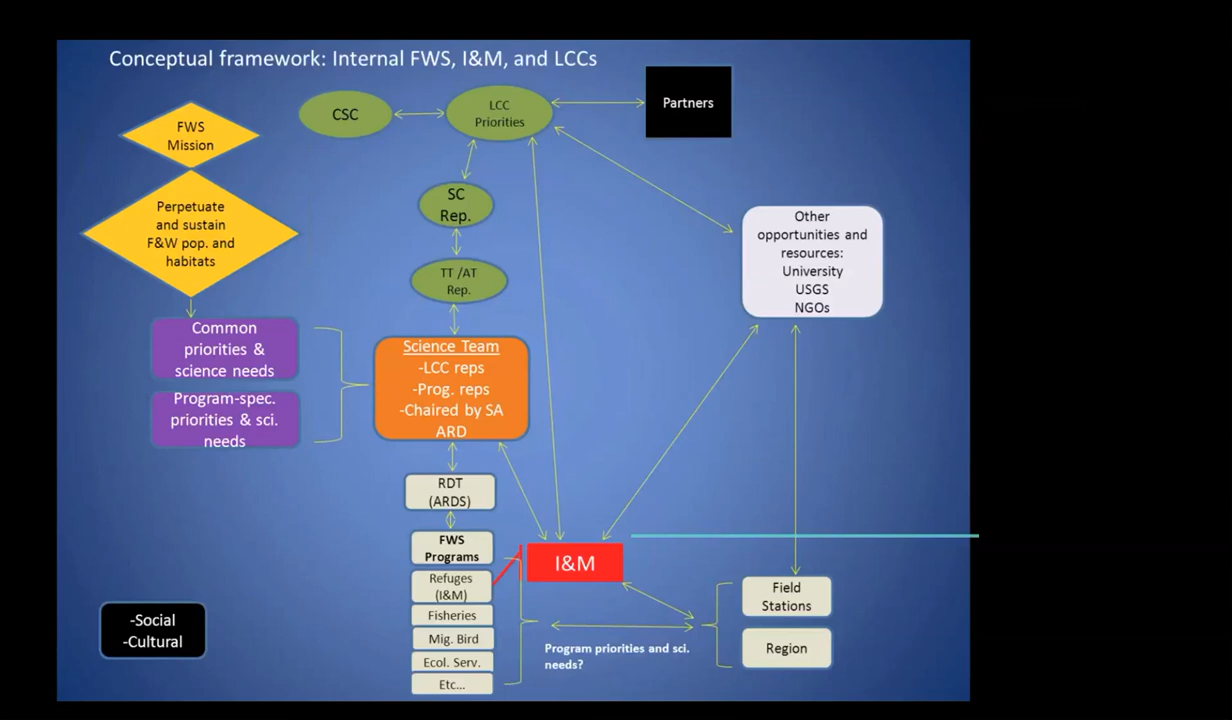 Conceptual framework: Internal FWS, I&M, and LCCs
FWS
Mission
CSC
LCC
Priorities
Partners
Perpetuate
and sustain
F&W pop. and
habitats
SC
Rep.
TT /AT
Rep.
Other
opportunities and
resources:
University
USGS
NGOs
Common
priorities &
science needs
Program-spec.
priorities & sci.
needs
Science Team
-LCC reps
-Prog. reps
-Chaired by SA
ARD
RDT
(ARDS)
FWS
Programs
Refuges
(I&M)
Fisheries
Mig. Bird
Ecol. Serv.
Etc...
I&M
Program priorities and sci.
needs?
Field
Stations
Region
-Social
-Cultural